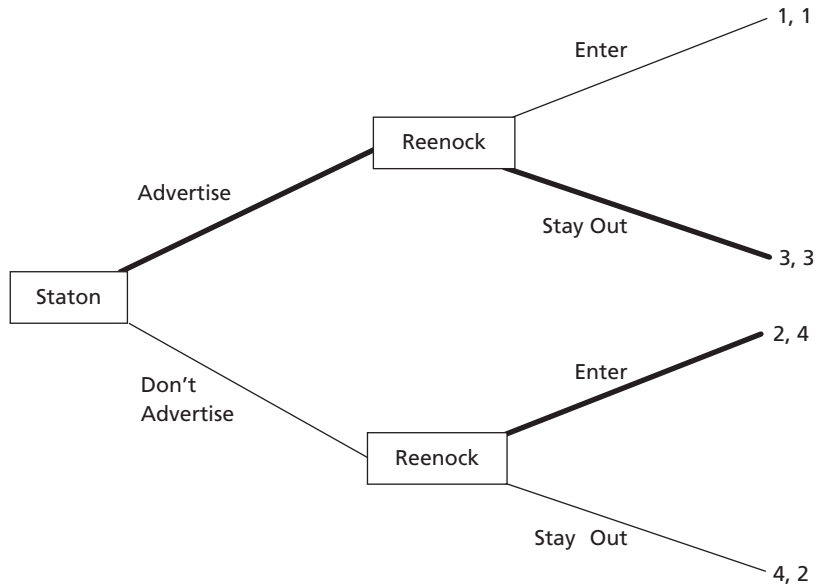 1, 1
Enter
Reenock
Advertise
Stay Out
3, 3
Staton
2, 4
Enter
Don't
Advertise
Reenock
Stay Out
4, 2